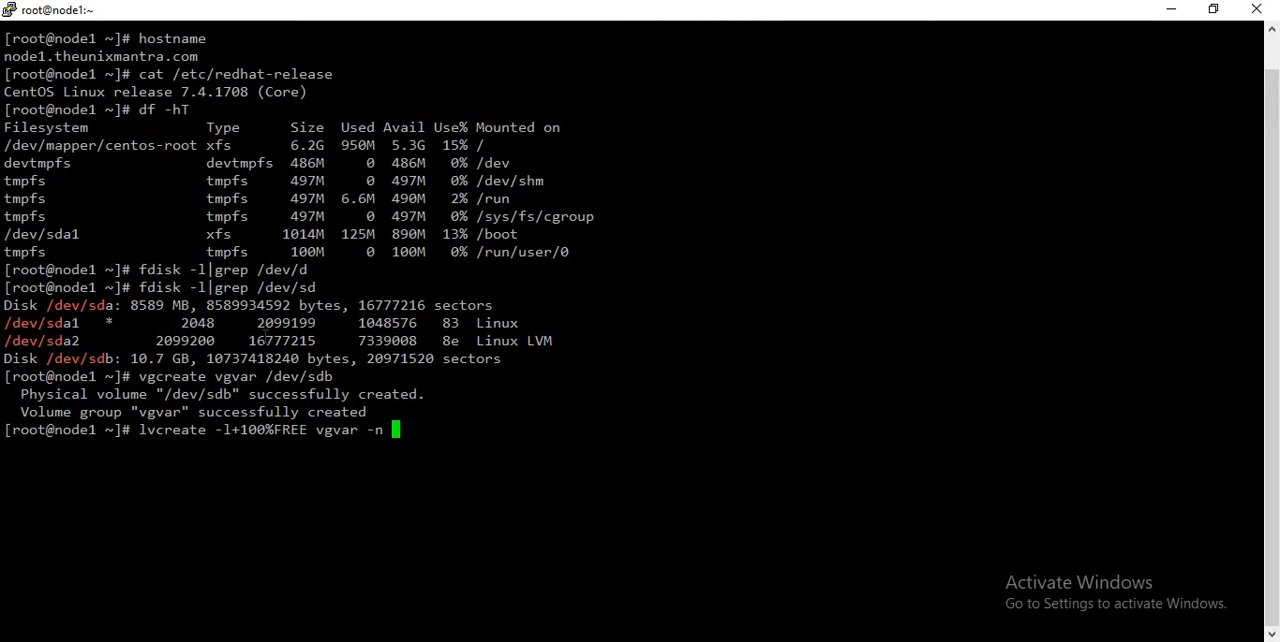 root@node1:~
[root@node1 ~]# hostname
node1.theunixmantra.com
[root@node1 ~]# cat /etc/redhat-release
CentOS Linux release 7.4.1708 (Core)
[root@node1 ~]# df -hT
Filesystem              Type      Size  Used Avail Use% Mounted on
/dev/mapper/centos-root xfs       6.2G  950M  5.3G  15% /
devtmpfs                devtmpfs  486M     0  486M   0% /dev
tmpfs                   tmpfs     497M     0  497M   0% /dev/shm
tmpfs                   tmpfs     497M  6.6M  490M   2% /run
tmpfs                   tmpfs     497M     0  497M   0% /sys/fs/cgroup
/dev/sda1               xfs      1014M  125M  890M  13% /boot
tmpfs                   tmpfs     100M     0  100M   0% /run/user/0
[root@node1 ~]# fdisk -l|grep /dev/d
[root@node1 ~]# fdisk -l|grep /dev/sd
Disk /dev/sda: 8589 MB, 8589934592 bytes, 16777216 sectors
/dev/sda1   *        2048     2099199     1048576   83  Linux
/dev/sda2         2099200    16777215     7339008   8e  Linux LVM
Disk /dev/sdb: 10.7 GB, 10737418240 bytes, 20971520 sectors
[root@node1 ~]# vgcreate vgvar /dev/sdb
  Physical volume "/dev/sdb" successfully created.
  Volume group "vgvar" successfully created
[root@node1 ~]# lvcreate -l+100%FREE vgvar -n
Activate Windows
Go to Settings to activate Windows.